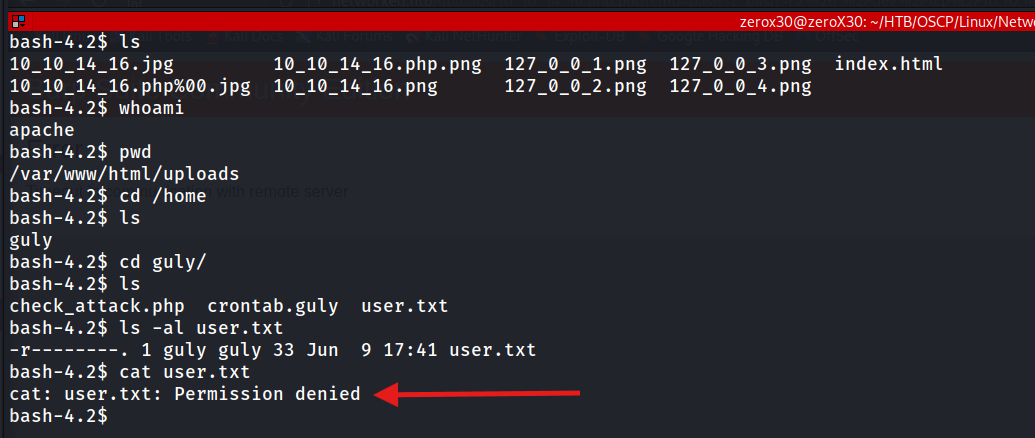 zerox30@zeroX30: ~/HTB/OSCP/Linux/Netwo
bash-4.2$ ls
10_10_14_16.jpg 10_10_14_16.php.png 127_0_0_1.png 127_0_0_3.png index.html
10_10_14_16.php%00.jpg 10_10_14_16.png 127_0_0_2.png 127_0_0_4.png
bash-4.2$ whoami
apache
bash-4.2$ pwd
/var/www/html/uploads
with remote server
bash-4.2$ cd /home
bash-4.2$ ls
guly
bash-4.2$ cd guly/
bash-4.2$ ls
check_attack.php crontab.guly user.txt
bash-4.2$ ls -al user.txt
-r--------. 1 guly guly 33 Jun  9 17:41 user.txt
bash-4.2$ cat user.txt
cat: user.txt: Permission denied
bash-4.2$